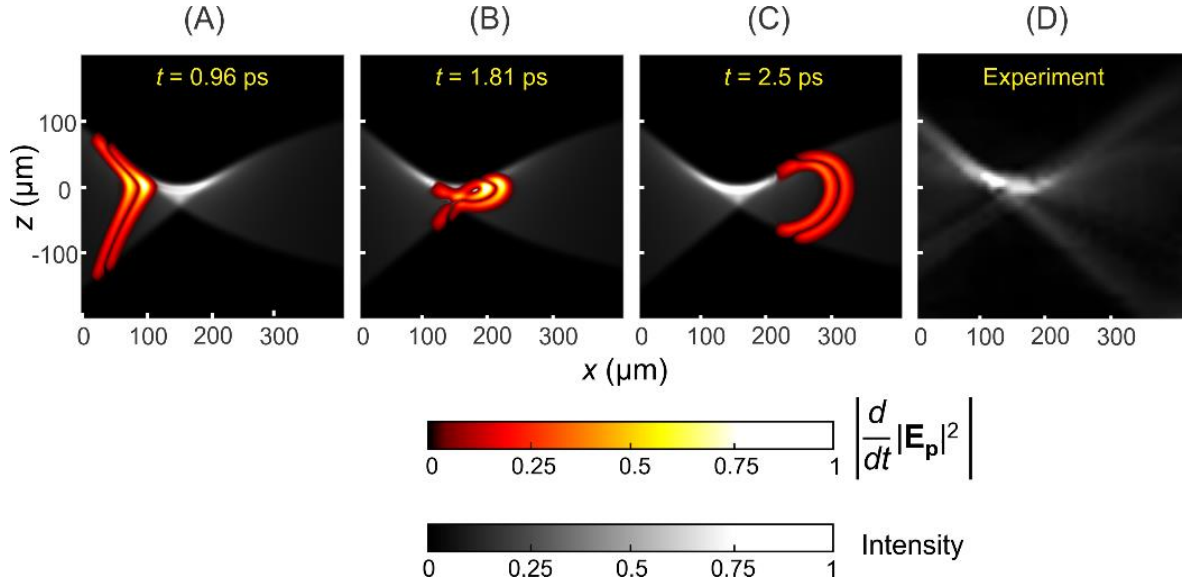 (A) (B) (C) (D)
t = 0.96 ps t = 1.81 ps t = 2.5 ps Experiment
z (μm)
100
0
-100
0 100 200 300 0 100 200 300 0 100 200 300 0 100 200 300
x (μm)
0 0.25 0.5 0.75 1
|d/dt |Eₚ|²|
0 0.25 0.5 0.75 1
Intensity